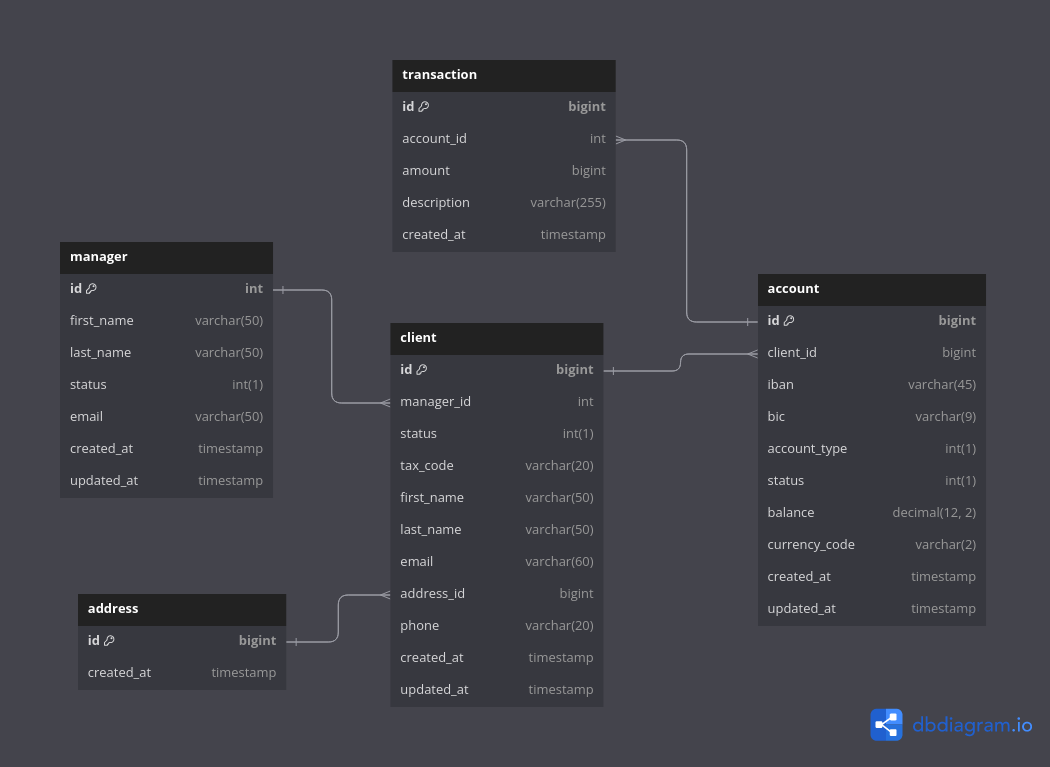 transaction
id bigint
account_id int
amount bigint
description varchar(255)
created_at timestamp
manager
id int
first_name varchar(50)
last_name varchar(50)
status int(1)
email varchar(50)
created_at timestamp
updated_at timestamp
client
id bigint
manager_id int
status int(1)
tax_code varchar(20)
first_name varchar(50)
last_name varchar(50)
email varchar(60)
address_id bigint
phone varchar(20)
created_at timestamp
updated_at timestamp
account
id bigint
client_id bigint
iban varchar(45)
bic varchar(9)
account_type int(1)
status int(1)
balance decimal(12, 2)
currency_code varchar(2)
created_at timestamp
updated_at timestamp
address
id bigint
created_at timestamp
dbdiagram.io